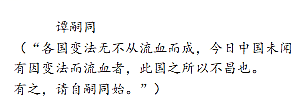 谭嗣同
（“各国变法无不从流血而成，今日中国未闻
有因变法而流血者，此国之所以不昌也。
有之，请自嗣同始。”）